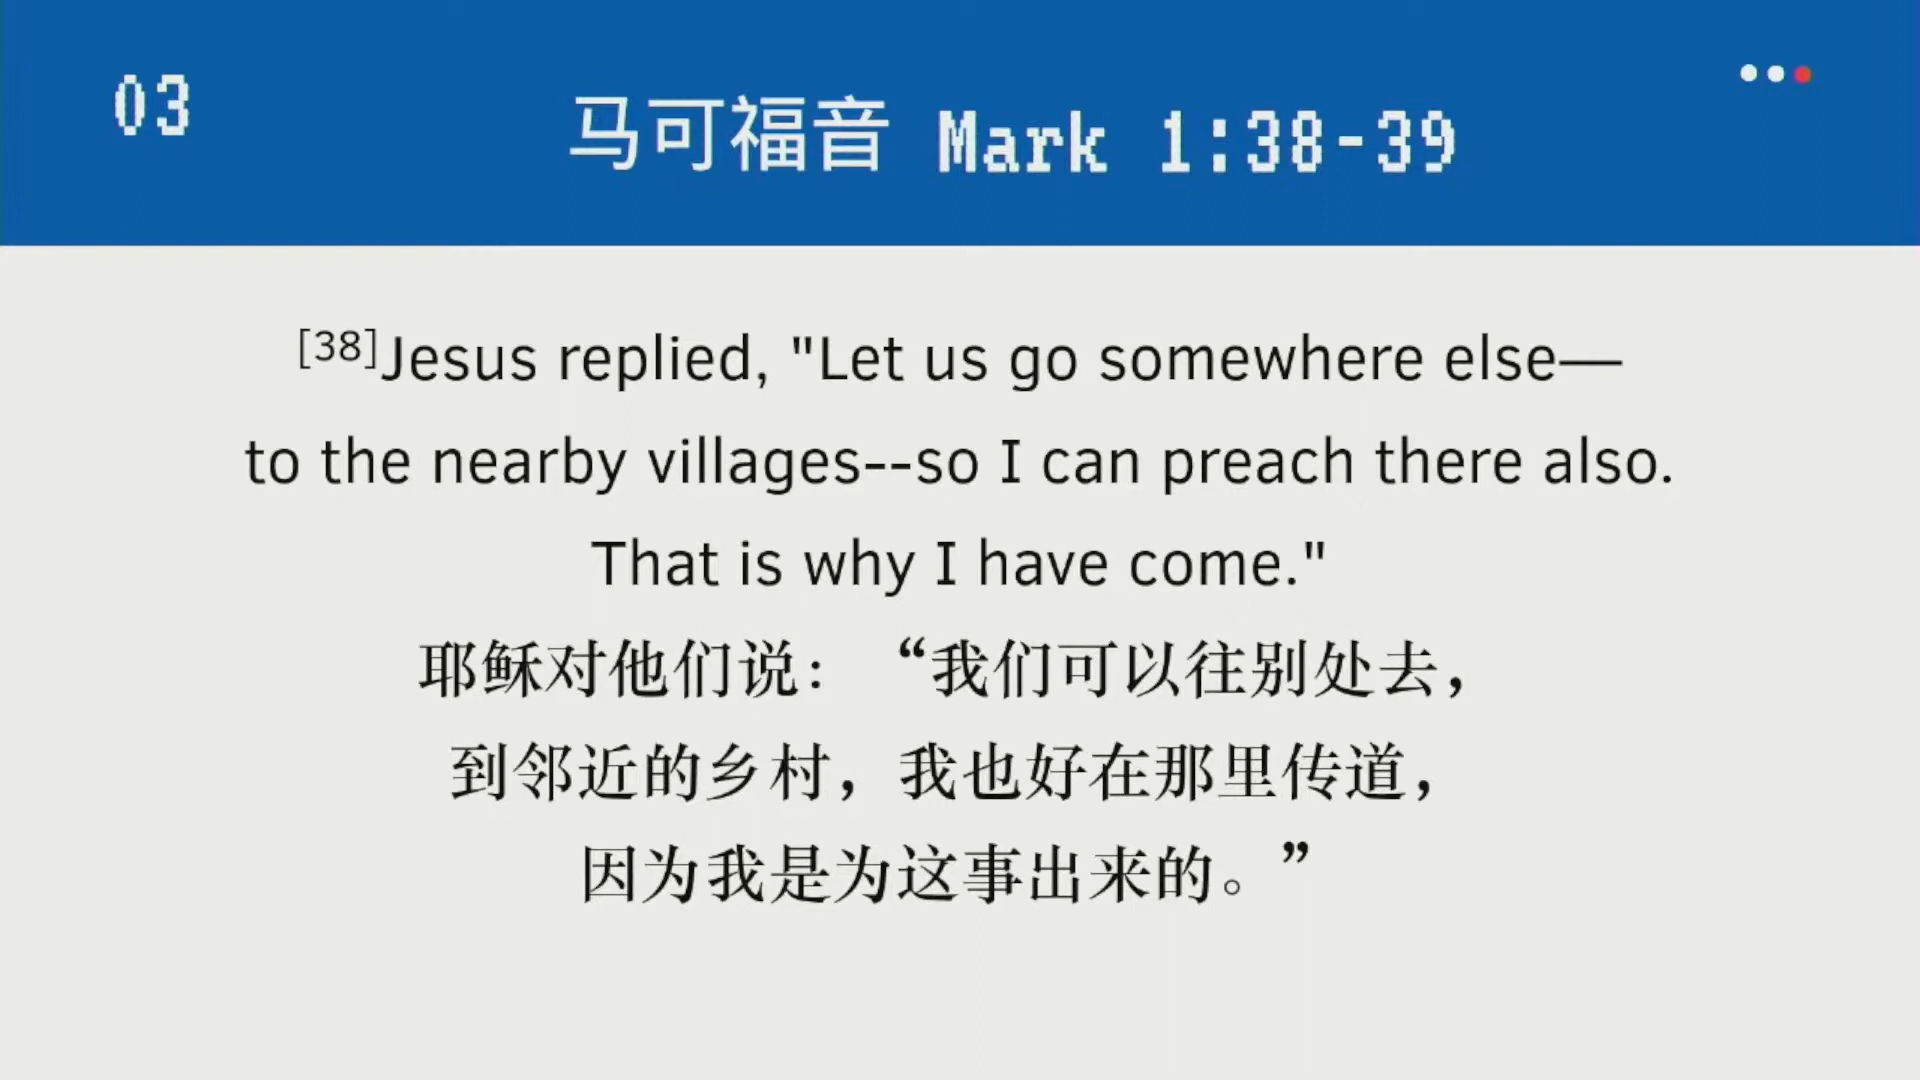 03
马可福音 Mark 1:38-39
[38]Jesus replied, "Let us go somewhere else—
to the nearby villages--so I can preach there also.
That is why I have come."
耶稣对他们说：“我们可以往别处去，
到邻近的乡村，我也好在那里传道，
因为我是为这事出来的。”